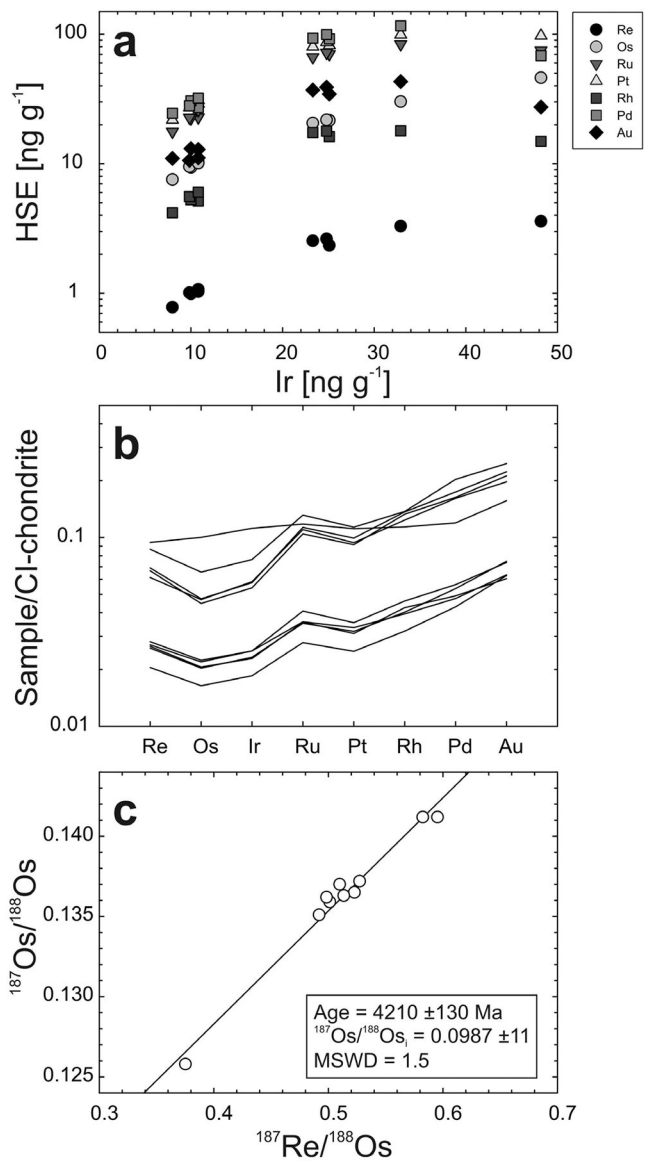 a
HSE [ng g⁻¹]
100
10
1
0 10 20 30 40 50
Ir [ng g⁻¹]
Re
Os
Ru
Pt
Rh
Pd
Au
b
Sample/CI-chondrite
0.1
0.01
Re Os Ir Ru Pt Rh Pd Au
c
¹⁸⁷Os/¹⁸⁸Os
0.140
0.135
0.130
0.125
Age = 4210 ±130 Ma
¹⁸⁷Os/¹⁸⁸Osᵢ = 0.0987 ±11
MSWD = 1.5
0.3 0.4 0.5 0.6 0.7
¹⁸⁷Re/¹⁸⁸Os